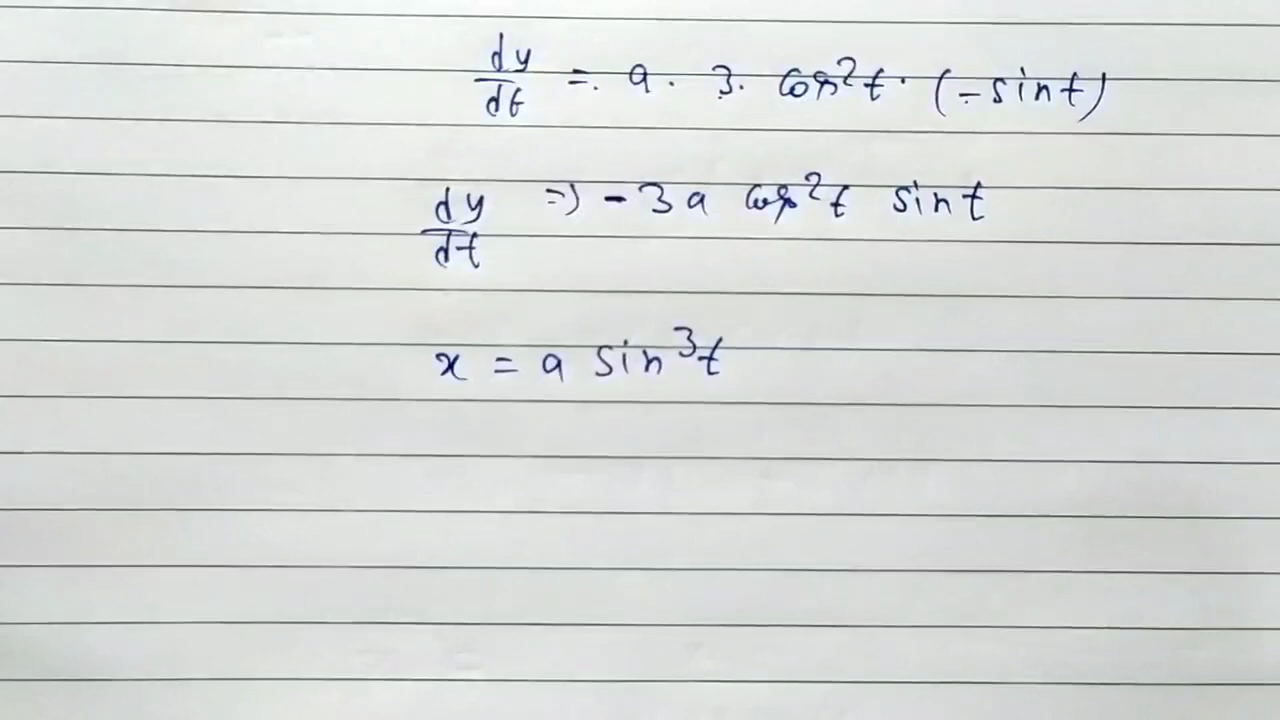 dy/dt = a · 3 · cos²t · (-sint)
dy/dt => -3a cos²t sint
x = a sin³t